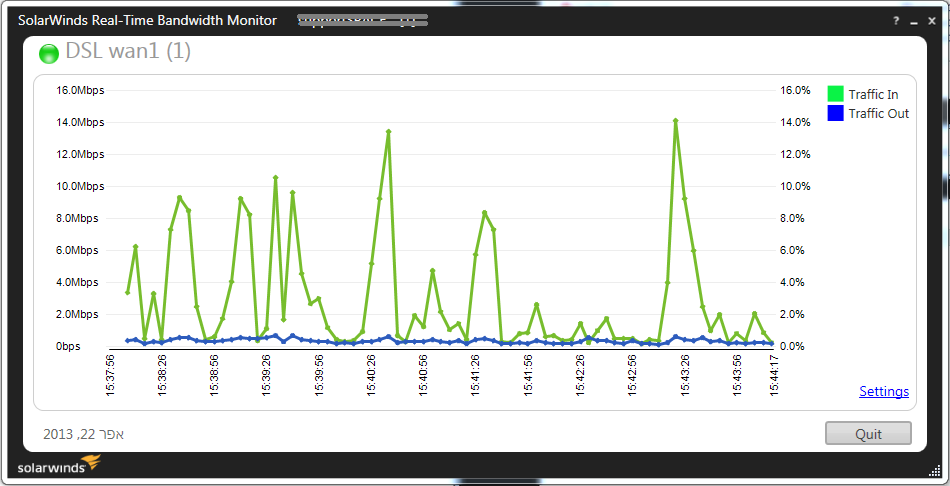 SolarWinds Real-Time Bandwidth Monitor
DSL wan1 (1)
16.0Mbps
14.0Mbps
12.0Mbps
10.0Mbps
8.0Mbps
6.0Mbps
4.0Mbps
2.0Mbps
0bps
16.0%
14.0%
12.0%
10.0%
8.0%
6.0%
4.0%
2.0%
0.0%
Traffic In
Traffic Out
15:37:56
15:38:26
15:38:56
15:39:26
15:39:56
15:40:26
15:40:56
15:41:26
15:41:56
15:42:26
15:42:56
15:43:26
15:43:56
15:44:17
Settings
אפר 22, 2013
Quit
solarwinds